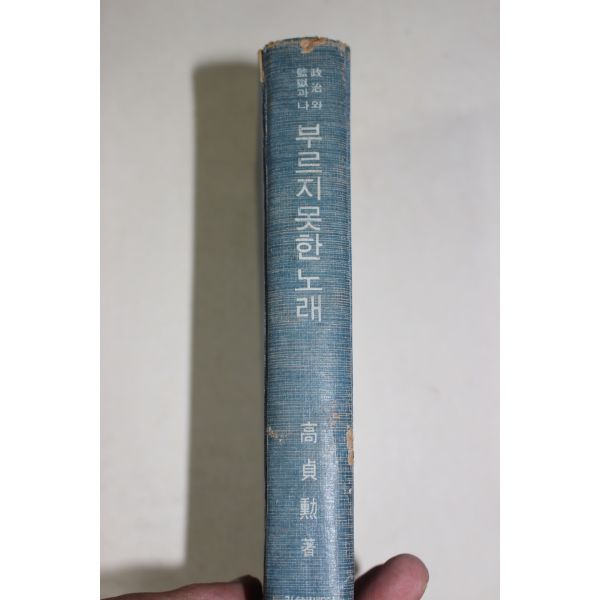 政治와
監獄과 나
부르지못한 노래
高貞勳 著